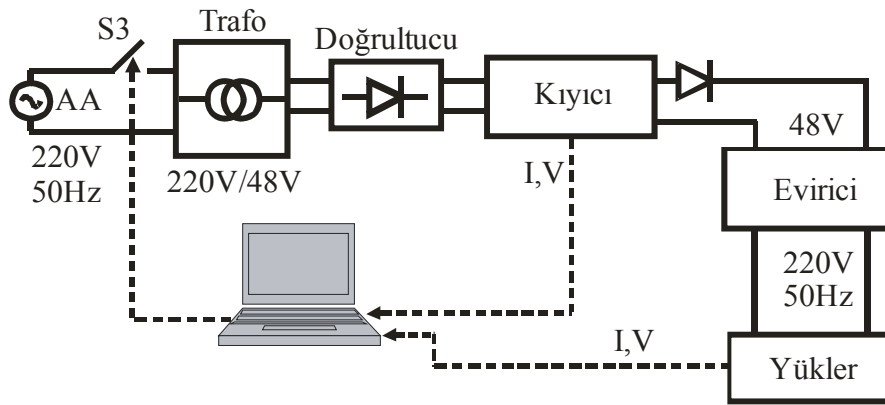 S3
Trafo
Doğrultucu
AA
Kıyıcı
48V
220V
50Hz
220V/48V
I,V
Evirici
220V
50Hz
I,V
Yükler